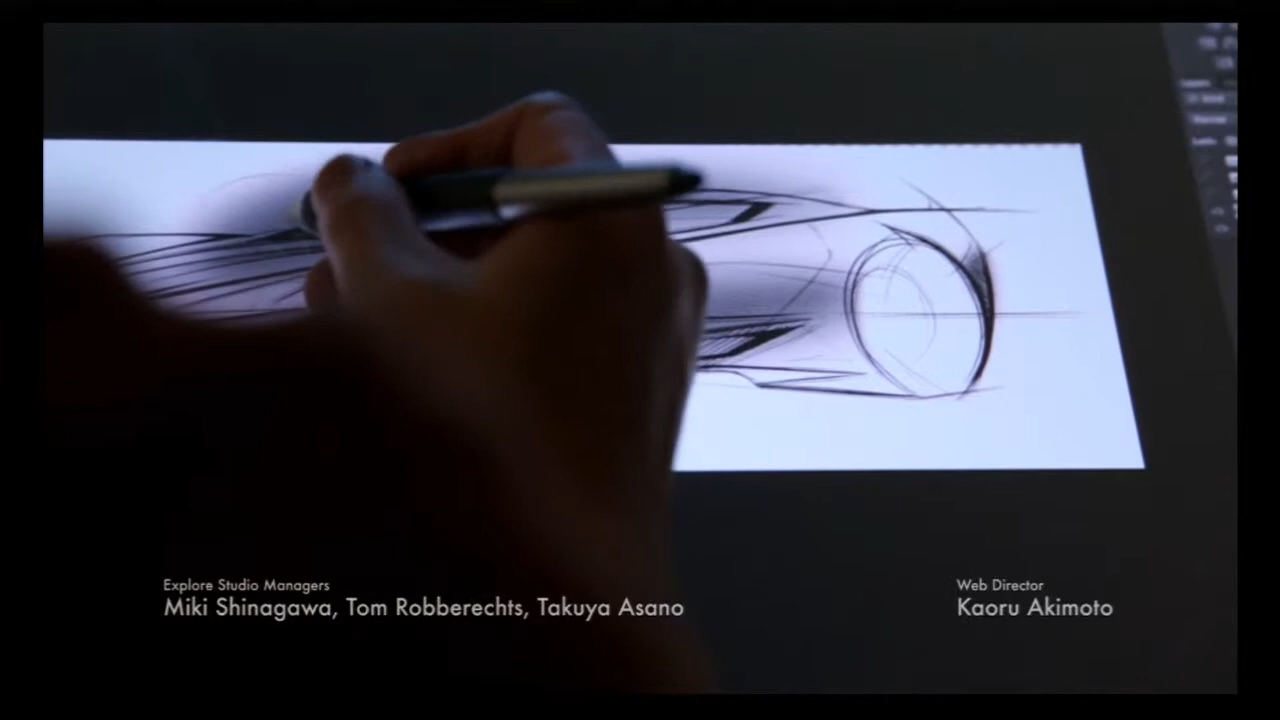 Explore Studio Managers
Miki Shinagawa, Tom Robberechts, Takuya Asano
Web Director
Kaoru Akimoto